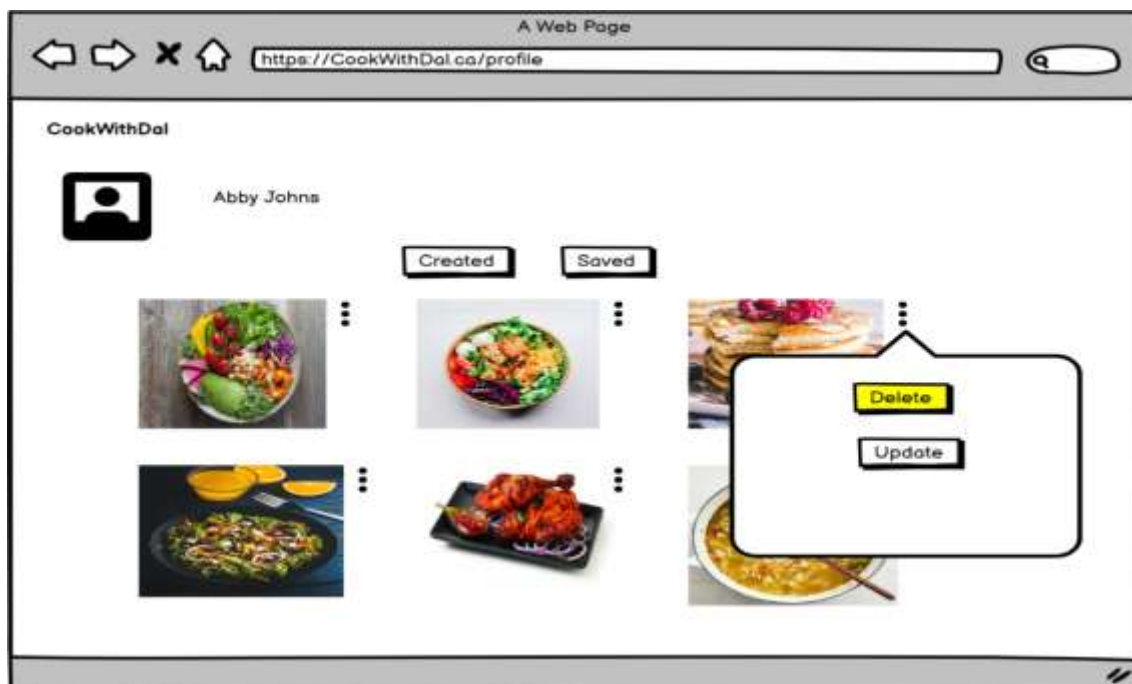 A Web Page
https://CookWithDal.ca/profile
CookWithDal
Abby Johns
Created
Saved
Delete
Update